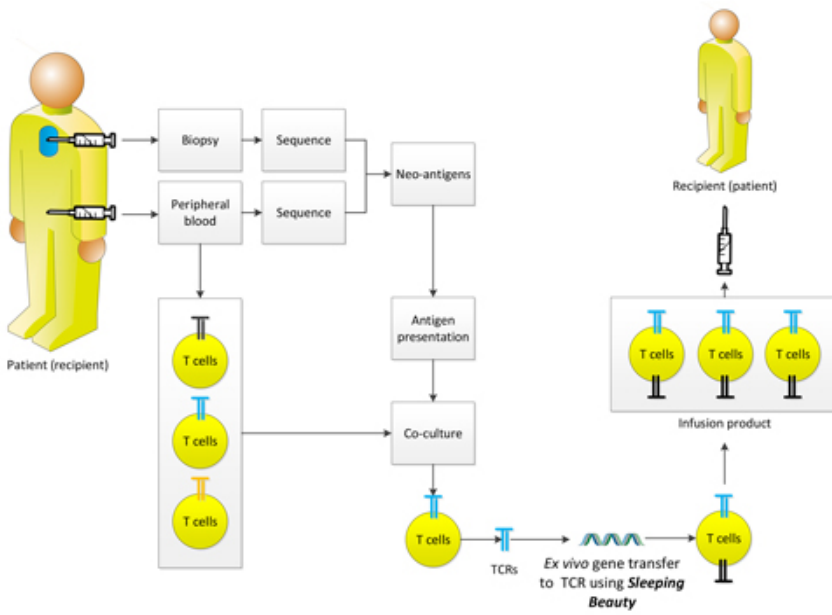 Patient (recipient)
Biopsy
Sequence
Peripheral
blood
Sequence
Neo-antigens
T cells
T cells
T cells
Antigen
presentation
Co-culture
T cells
TCRs
Ex vivo gene transfer
to TCR using Sleeping
Beauty
T cells
Infusion product
T cells
T cells
T cells
Recipient (patient)